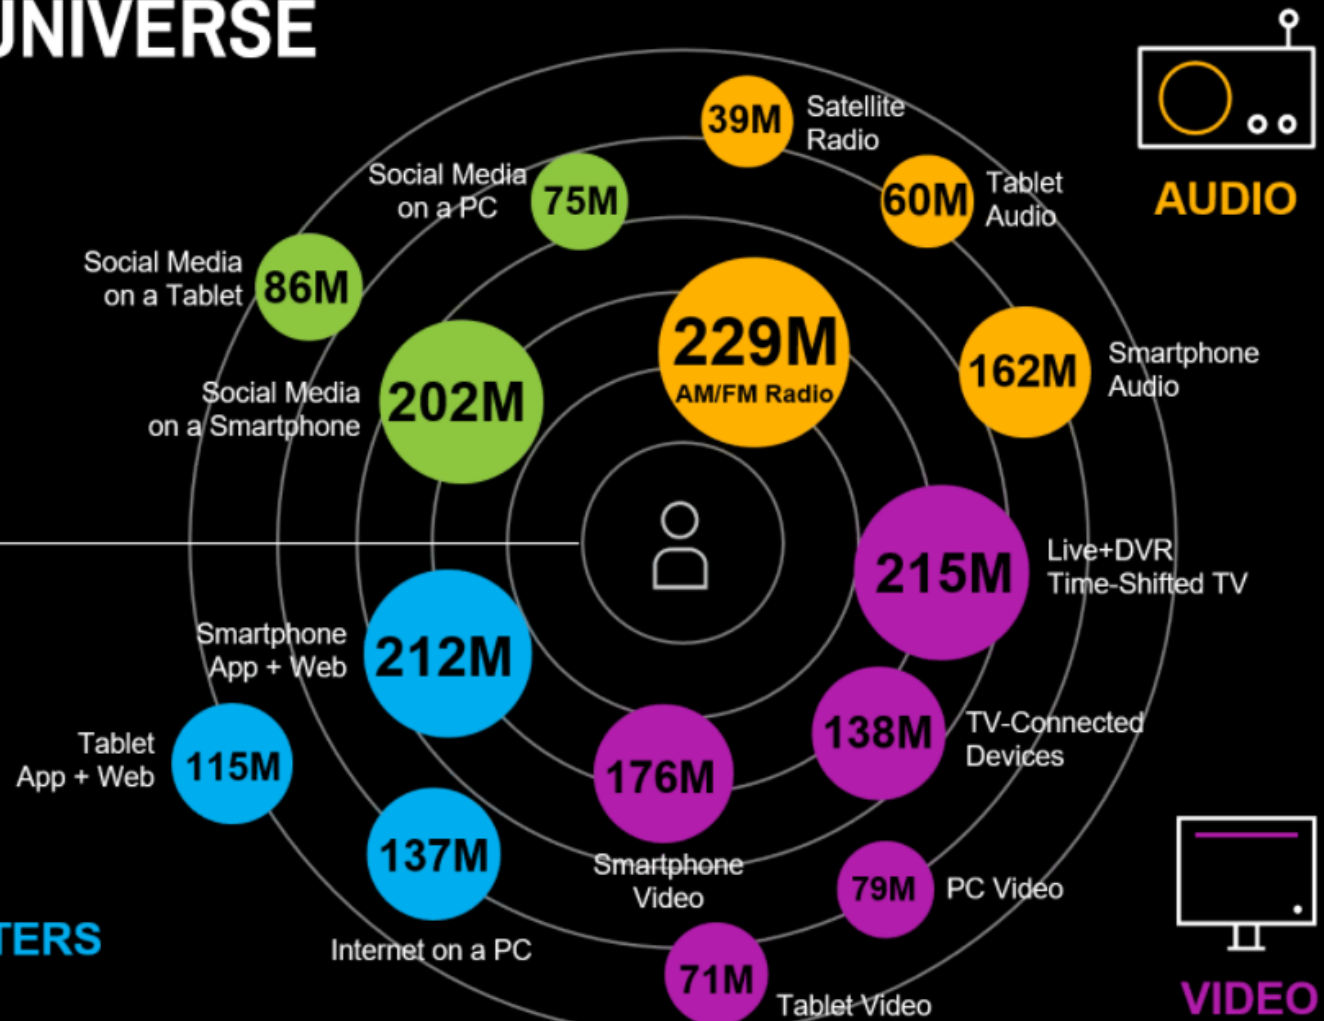 UNIVERSE
AUDIO
39M
Satellite
Radio
60M
Tablet
Audio
Social Media
on a PC
75M
Social Media
on a Tablet
86M
229M
AM/FM Radio
162M
Smartphone
Audio
Social Media
on a Smartphone
202M
215M
Live+DVR
Time-Shifted TV
Smartphone
App + Web
212M
138M
TV-Connected
Devices
Tablet
App + Web
115M
176M
Smartphone
Video
137M
Internet on a PC
79M
PC Video
TERS
71M
Tablet Video
VIDEO